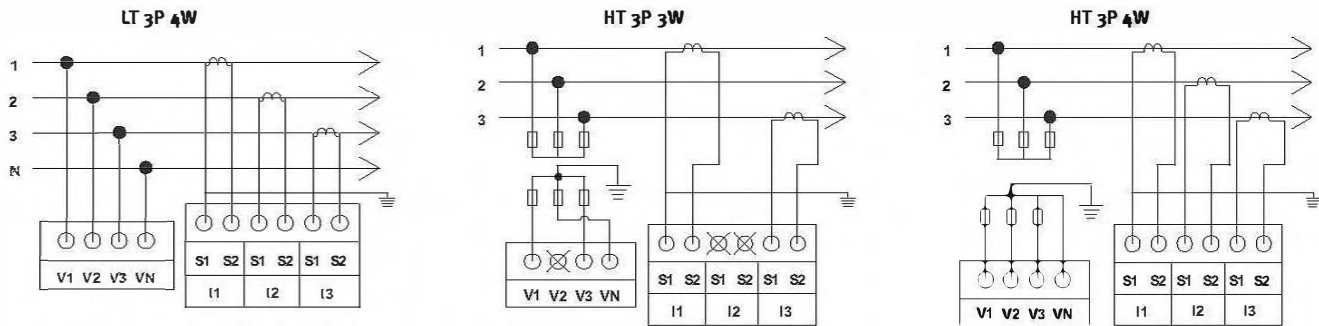 LT 3P 4W
1
2
3
N
V1 V2 V3 VN
S1 S2 S1 S2 S1 S2
I1 I2 I3
HT 3P 3W
1
2
3
V1 V2 V3 VN
S1 S2 S1 S2 S1 S2
I1 I2 I3
HT 3P 4W
1
2
3
V1 V2 V3 VN
S1 S2 S1 S2 S1 S2
I1 I2 I3